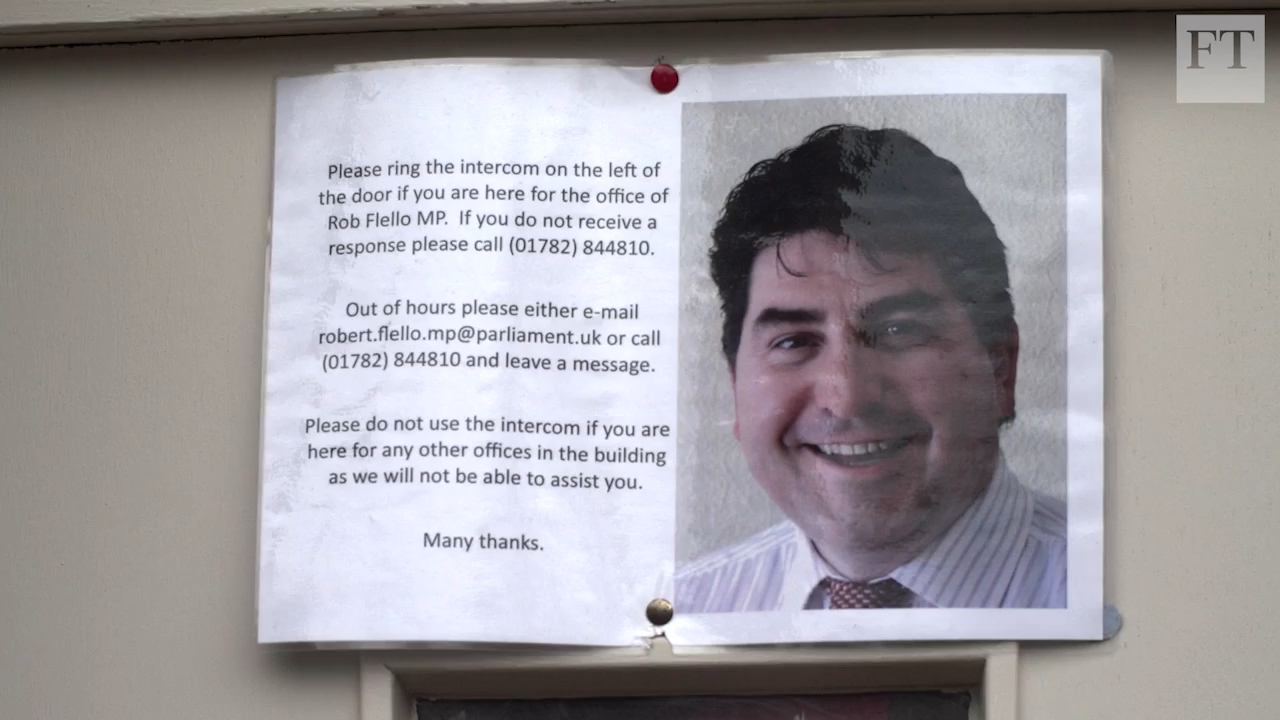 FT
Please ring the intercom on the left of
the door if you are here for the office of
Rob Flello MP. If you do not receive a
response please call (01782) 844810.
Out of hours please either e-mail
robert.flello.mp@parliament.uk or call
(01782) 844810 and leave a message.
Please do not use the intercom if you are
here for any other offices in the building
as we will not be able to assist you.
Many thanks.